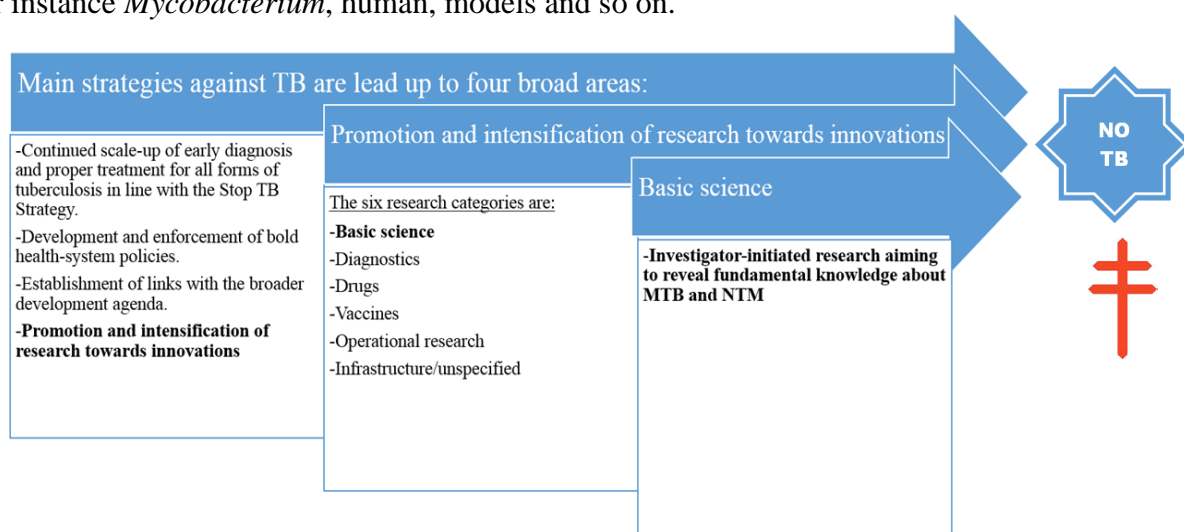 r instance Mycobacterium, human, models and so on.
Main strategies against TB are lead up to four broad areas:
-Continued scale-up of early diagnosis
and proper treatment for all forms of
tuberculosis in line with the Stop TB
Strategy.
-Development and enforcement of bold
health-system policies.
-Establishment of links with the broader
development agenda.
-Promotion and intensification of
research towards innovations
Promotion and intensification of research towards innovations
The six research categories are:
-Basic science
-Diagnostics
-Drugs
-Vaccines
-Operational research
-Infrastructure/unspecified
Basic science
-Investigator-initiated research aiming
to reveal fundamental knowledge about
MTB and NTM
NO
TB